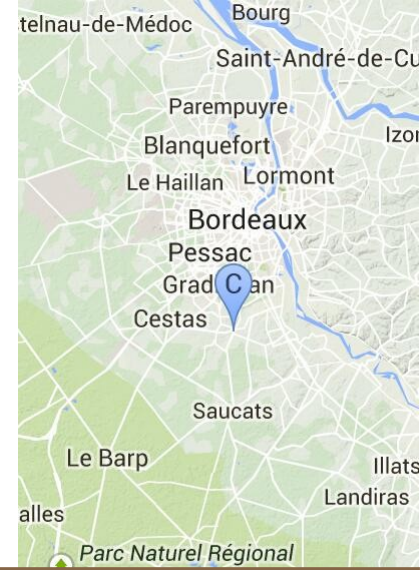 Bourg
telnau-de-Médoc
Saint-André-de-Cu
Parempuyre
Izon
Blanquefort
Le Haillan
Lormont
Bordeaux
Pessac
Grad C an
Cestas
Saucats
Le Barp
Illats
Landiras
alles
Parc Naturel Régional